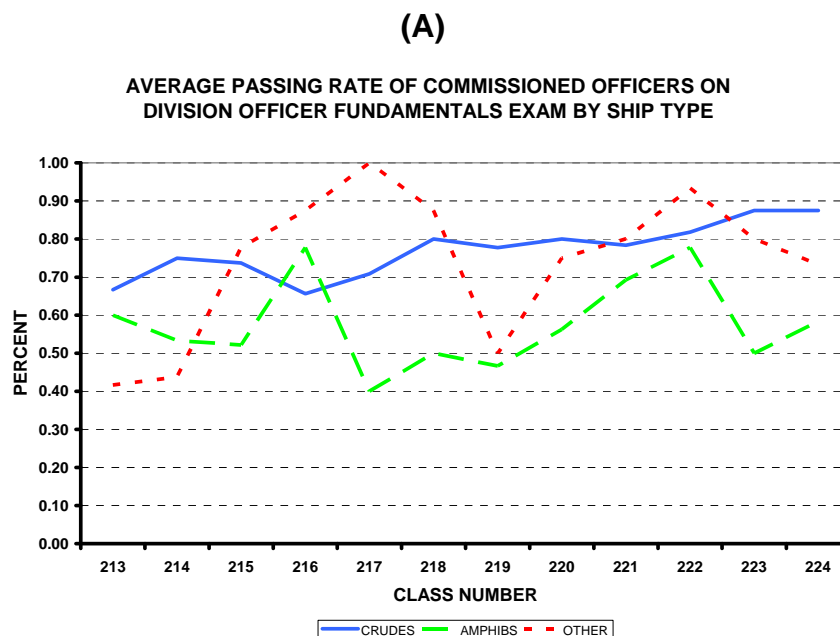 (A)
AVERAGE PASSING RATE OF COMMISSIONED OFFICERS ON
DIVISION OFFICER FUNDAMENTALS EXAM BY SHIP TYPE
1.00
0.90
0.80
0.70
0.60
0.50
0.40
0.30
0.20
0.10
0.00
PERCENT
213 214 215 216 217 218 219 220 221 222 223 224
CLASS NUMBER
CRUDES AMPHIBS OTHER